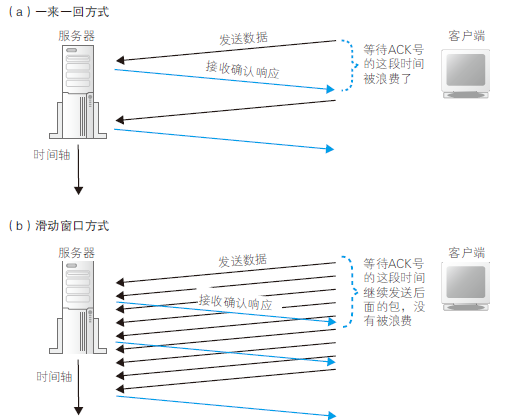 （a）一来一回方式
服务器
发送数据
客户端
接收确认响应
等待ACK号
的这段时间
被浪费了
时间轴
（b）滑动窗口方式
服务器
发送数据
客户端
接收确认响应
等待ACK号
的这段时间
继续发送后
面的包，没
有被浪费
时间轴